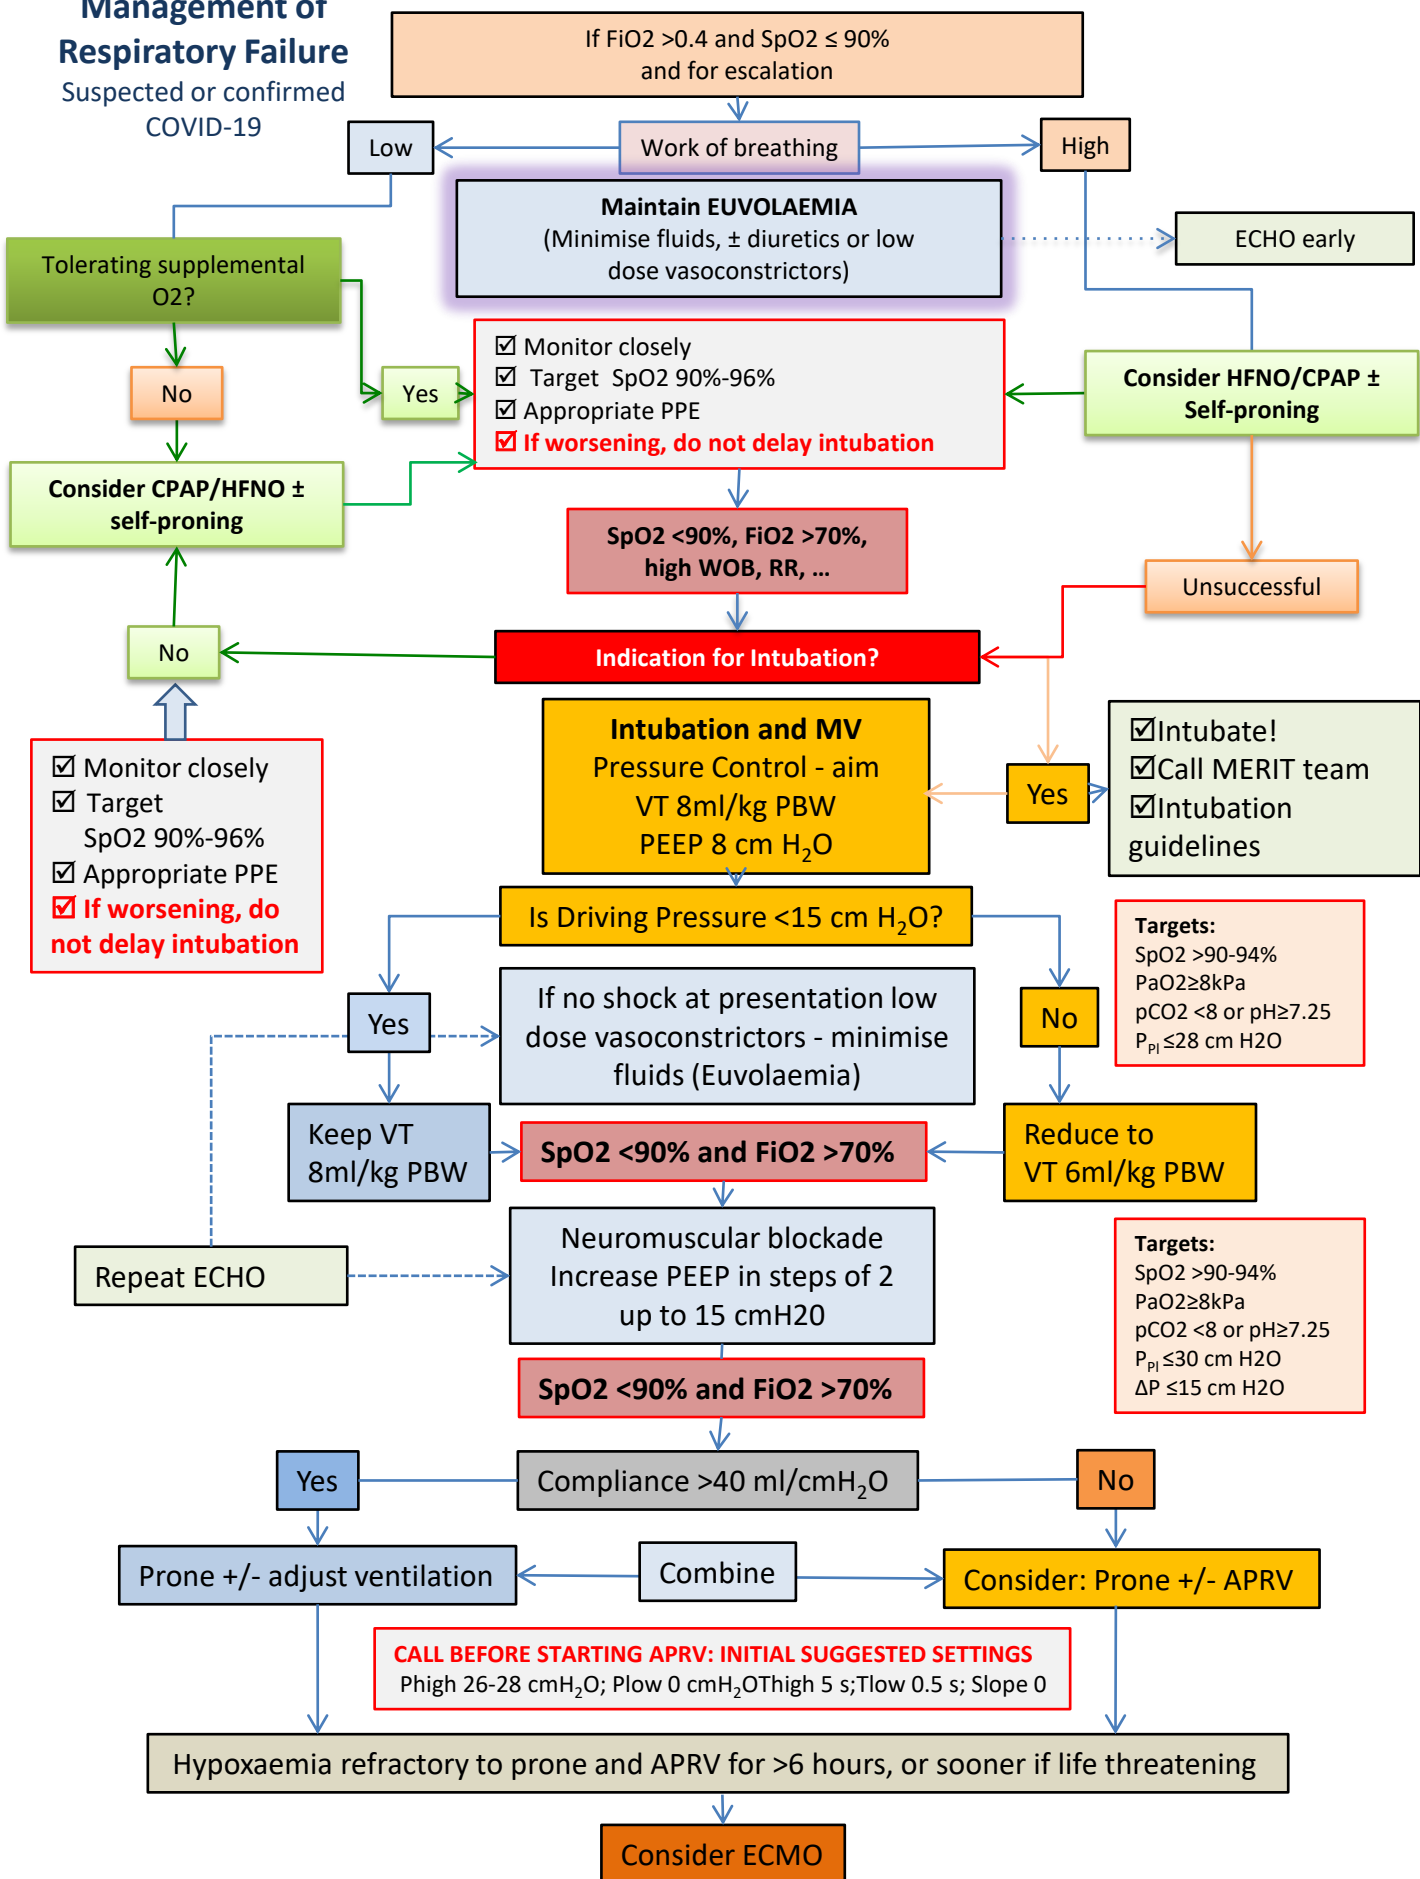 Management of
Respiratory Failure
Suspected or confirmed
COVID-19
If FiO2 >0.4 and SpO2 ≤ 90%
and for escalation
Low
Work of breathing
High
Maintain EUVOLAEMIA
(Minimise fluids, ± diuretics or low
dose vasoconstrictors)
ECHO early
Tolerating supplemental
O2?
☑ Monitor closely
☑ Target SpO2 90%-96%
☑ Appropriate PPE
☑ If worsening, do not delay intubation
No
Yes
Consider HFNO/CPAP ±
Self-proning
Consider CPAP/HFNO ±
self-proning
SpO2 <90%, FiO2 >70%,
high WOB, RR, ...
Unsuccessful
No
Indication for Intubation?
Intubation and MV
Pressure Control - aim
VT 8ml/kg PBW
PEEP 8 cm H₂O
Yes
☑Intubate!
☑Call MERIT team
☑Intubation
guidelines
☑ Monitor closely
☑ Target
SpO2 90%-96%
☑ Appropriate PPE
☑ If worsening, do
not delay intubation
Is Driving Pressure <15 cm H₂O?
Targets:
SpO2 >90-94%
PaO2≥8kPa
pCO2 <8 or pH≥7.25
P_Pl ≤28 cm H2O
Yes
If no shock at presentation low
dose vasoconstrictors - minimise
fluids (Euvolaemia)
No
Keep VT
8ml/kg PBW
SpO2 <90% and FiO2 >70%
Reduce to
VT 6ml/kg PBW
Repeat ECHO
Neuromuscular blockade
Increase PEEP in steps of 2
up to 15 cmH20
Targets:
SpO2 >90-94%
PaO2≥8kPa
pCO2 <8 or pH≥7.25
P_Pl ≤30 cm H2O
ΔP ≤15 cm H2O
SpO2 <90% and FiO2 >70%
Yes
Compliance >40 ml/cmH₂O
No
Prone +/- adjust ventilation
Combine
Consider: Prone +/- APRV
CALL BEFORE STARTING APRV: INITIAL SUGGESTED SETTINGS
Phigh 26-28 cmH₂O; Plow 0 cmH₂OThigh 5 s;Tlow 0.5 s; Slope 0
Hypoxaemia refractory to prone and APRV for >6 hours, or sooner if life threatening
Consider ECMO